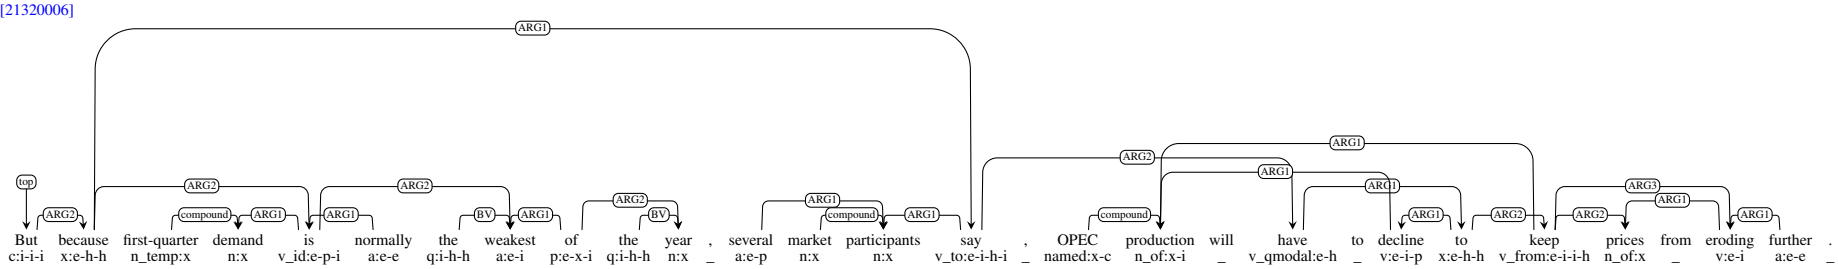 [21320006]
ARG1
ARG1
ARG2
ARG1
top ARG2 ARG2 ARG1 ARG3
ARG2 ARG1 ARG1
ARG2 compound ARG1 ARG1 BV ARG1 BV compound ARG1 compound ARG1 ARG2 ARG2 ARG1
But because first-quarter demand is normally the weakest of the year , several market participants say , OPEC production will have to decline to keep prices from eroding further .
c:i-i-i x:e-h-h n_temp:x n:x v_id:e-p-i a:e-e q:i-h-h a:e-i p:e-x-i q:i-h-h n:x _ a:e-p n:x n:x v_to:e-i-h-i _ named:x-c n_of:x-i _ v_qmodal:e-h _ v:e-i-p x:e-h-h v_from:e-i-i-h n_of:x _ v:e-i a:e-e _